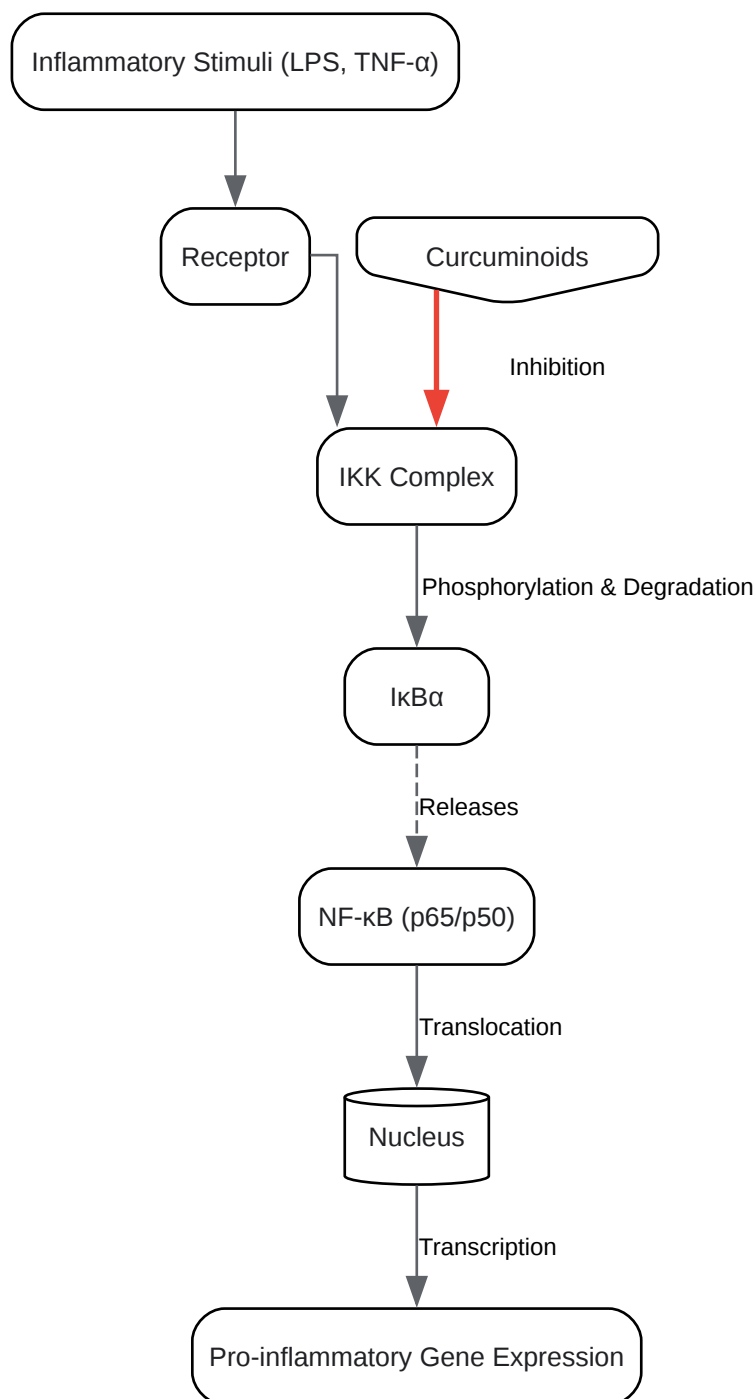 Inflammatory Stimuli (LPS, TNF-α)
Receptor
Curcuminoids
Inhibition
IKK Complex
Phosphorylation & Degradation
IκBα
Releases
NF-κB (p65/p50)
Translocation
Nucleus
Transcription
Pro-inflammatory Gene Expression